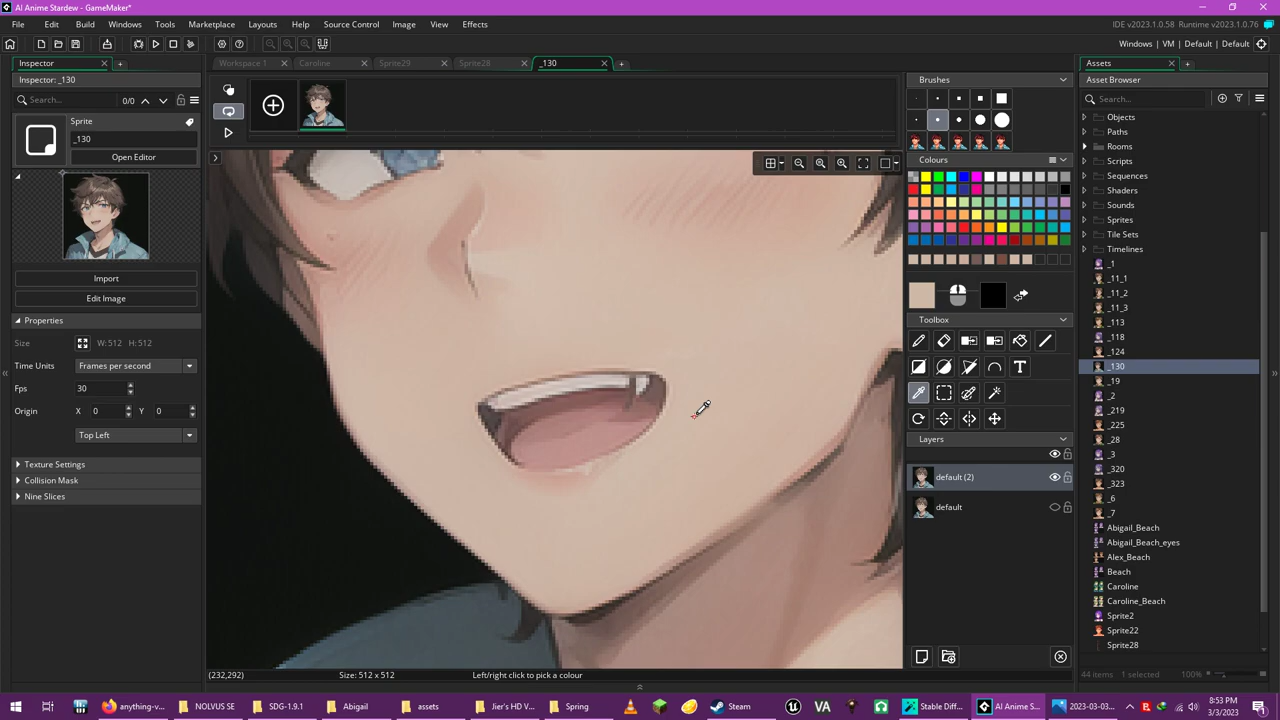 AI Anime Stardew - GameMaker*
File Edit Build Windows Tools Marketplace Layouts Help Source Control Image View Effects
IDE v2023.1.0.58 Runtime v2023.1.0.76
Windows | VM | Default | Default
Inspector
Workspace 1 Caroline Sprite29 Sprite28 _130
Assets
Inspector: _130
Brushes
Asset Browser
Search... 0/0
Search...
Sprite
_130
Open Editor
Import
Edit Image
Properties
Size W: 512 H: 512
Time Units Frames per second
Fps 30
Origin X 0 Y 0
Top Left
Texture Settings
Collision Mask
Nine Slices
Colours
Toolbox
Layers
default (2)
default
Objects
Paths
Rooms
Scripts
Sequences
Shaders
Sounds
Sprites
Tile Sets
Timelines
_1
_11_1
_11_2
_11_3
_113
_118
_124
_130
_19
_2
_219
_225
_28
_3
_320
_323
_6
_7
Abigail_Beach
Abigail_Beach_eyes
Alex_Beach
Beach
Caroline
Caroline_Beach
Sprite2
Sprite22
Sprite28
(232,292) Size: 512 x 512 Left/right click to pick a colour
44 items 1 selected 100%
anything-v... NOLVUS SE SDG-1.9.1 Abigail assets Jier's HD V... Spring Steam VA Stable Diff... AI Anime S... 2023-03-03...
8:53 PM
3/3/2023